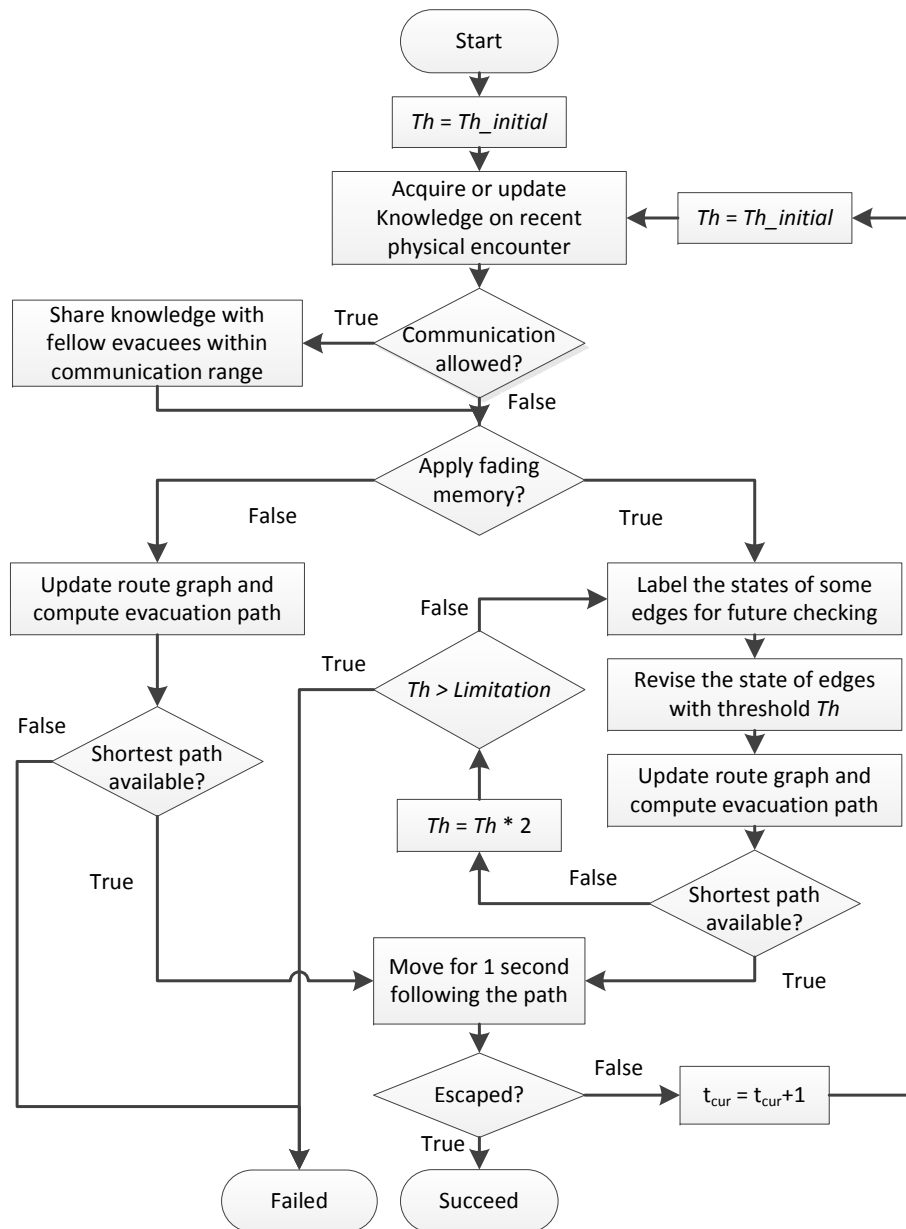 Start
Th = Th_initial
Acquire or update
Knowledge on recent
physical encounter
Th = Th_initial
Share knowledge with
fellow evacuees within
communication range
True
Communication
allowed?
False
Apply fading
memory?
False
True
Update route graph and
compute evacuation path
False
Label the states of some
edges for future checking
True
Th > Limitation
Revise the state of edges
with threshold Th
False
Shortest path
available?
Update route graph and
compute evacuation path
Th = Th * 2
True
False
Shortest path
available?
Move for 1 second
following the path
True
Escaped?
False
t_cur = t_cur+1
True
Failed
Succeed